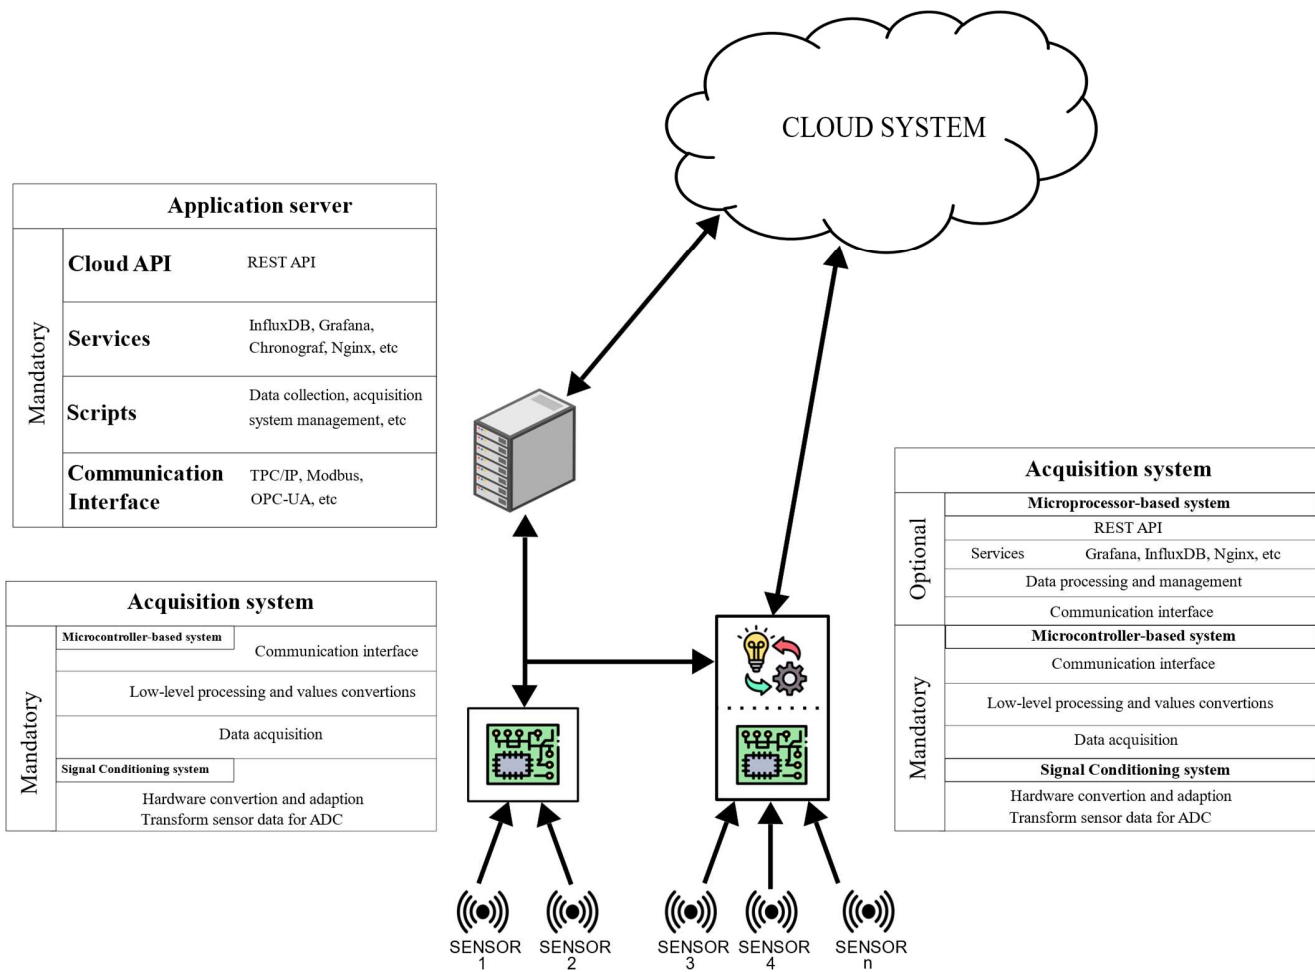 CLOUD SYSTEM
Application server
Mandatory
Cloud API
REST API
Services
InfluxDB, Grafana,
Chronograf, Nginx, etc
Scripts
Data collection, acquisition
system management, etc
Communication
Interface
TPC/IP, Modbus,
OPC-UA, etc
Acquisition system
Mandatory
Microcontroller-based system
Communication interface
Low-level processing and values convertions
Data acquisition
Signal Conditioning system
Hardware convertion and adaption
Transform sensor data for ADC
Acquisition system
Optional
Microprocessor-based system
REST API
Services Grafana, InfluxDB, Nginx, etc
Data processing and management
Communication interface
Mandatory
Microcontroller-based system
Communication interface
Low-level processing and values convertions
Data acquisition
Signal Conditioning system
Hardware convertion and adaption
Transform sensor data for ADC
SENSOR
1
SENSOR
2
SENSOR
3
SENSOR
4
SENSOR
n